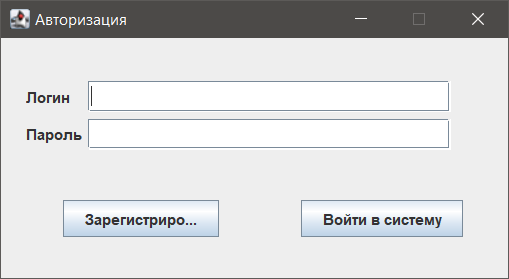 Авторизация
Логин
Пароль
Зарегистриро...
Войти в систему